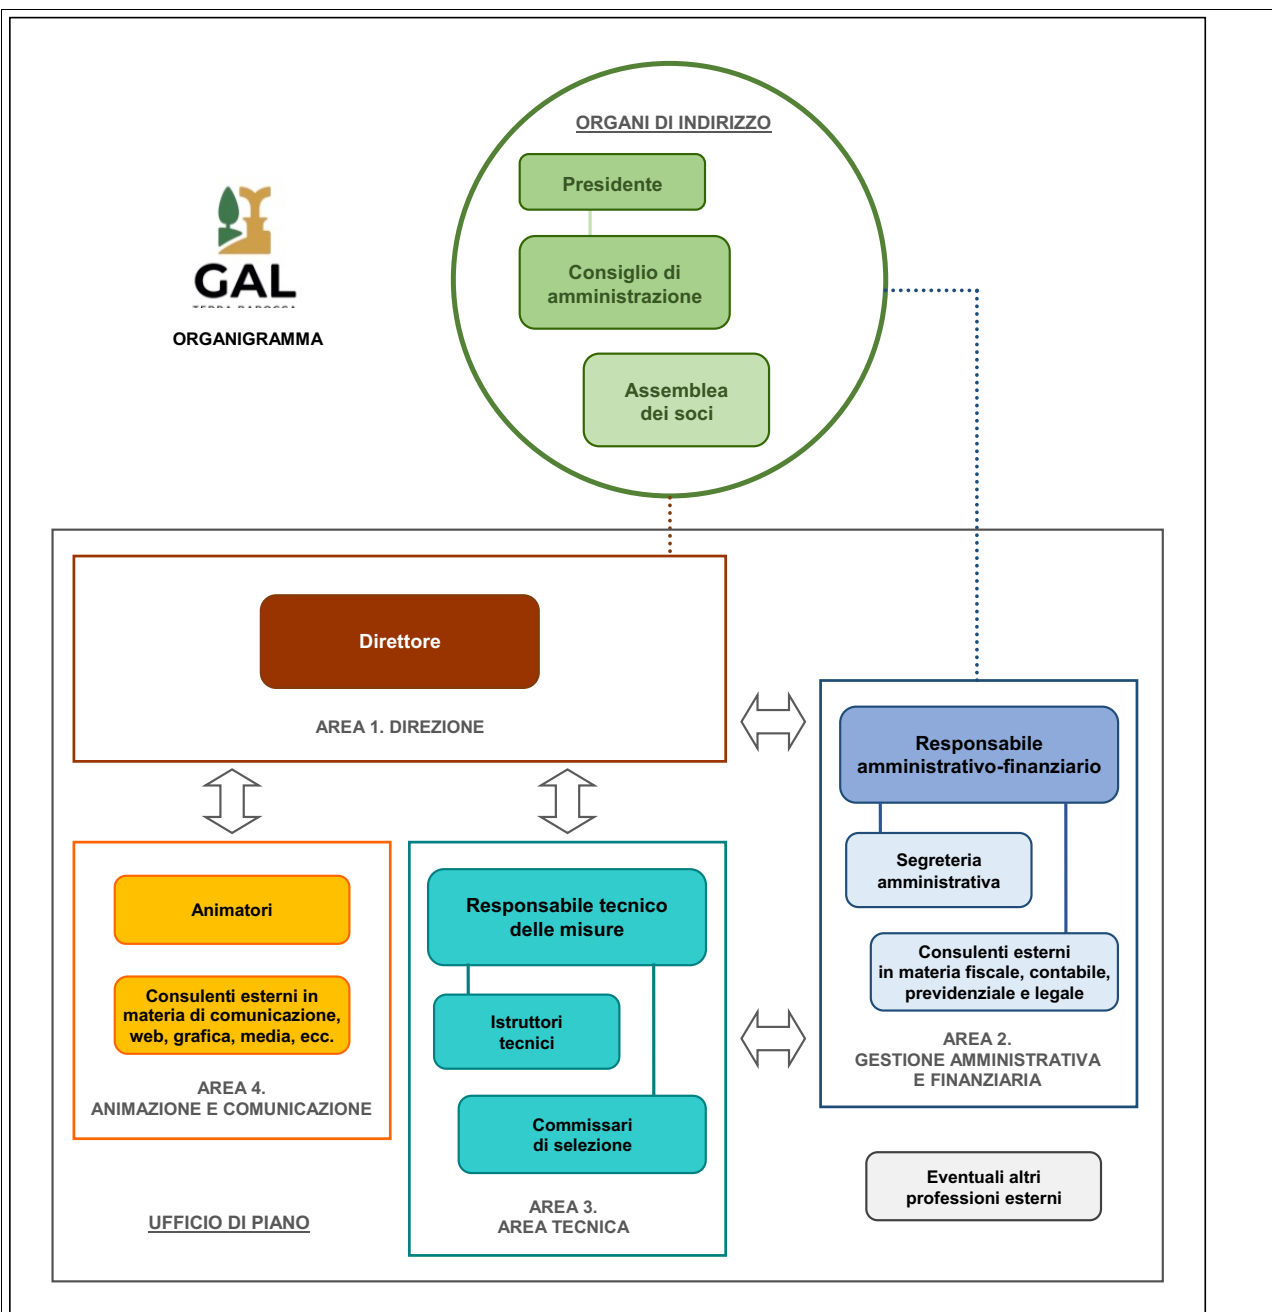 ORGANI DI INDIRIZZO
Presidente
Consiglio di
amministrazione
Assemblea
dei soci
GAL
TERRA BAROCCA
ORGANIGRAMMA
Direttore
AREA 1. DIREZIONE
Responsabile
amministrativo-finanziario
Segreteria
amministrativa
Consulenti esterni
in materia fiscale, contabile,
previdenziale e legale
AREA 2.
GESTIONE AMMINISTRATIVA
E FINANZIARIA
Animatori
Consulenti esterni in
materia di comunicazione,
web, grafica, media, ecc.
AREA 4.
ANIMAZIONE E COMUNICAZIONE
Responsabile tecnico
delle misure
Istruttori
tecnici
Commissari
di selezione
AREA 3.
AREA TECNICA
Eventuali altri
professioni esterni
UFFICIO DI PIANO